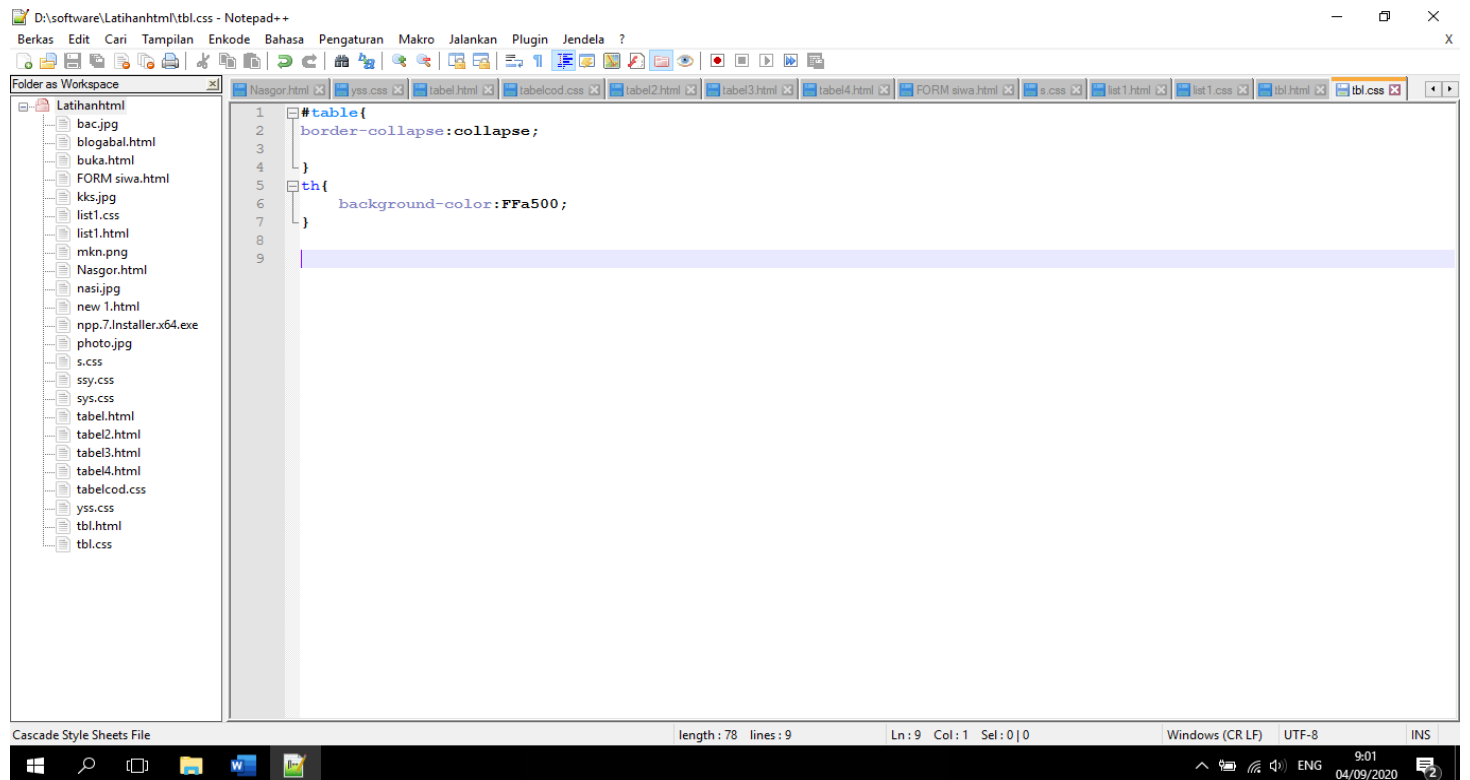 D:\software\Latihanhtml\tbl.css - Notepad++
Berkas Edit Cari Tampilan Enkode Bahasa Pengaturan Makro Jalankan Plugin Jendela ? X
Folder as Workspace
Nasgor.html yss.css tabel.html tabelcod.css tabel2.html tabel3.html tabel4.html FORM siwa.html s.css list1.html list1.css tbl.html tbl.css
Latihanhtml
bac.jpg
blogabal.html
buka.html
FORM siwa.html
kks.jpg
list1.css
list1.html
mkn.png
Nasgor.html
nasi.jpg
new 1.html
npp.7.Installer.x64.exe
photo.jpg
s.css
ssy.css
sys.css
tabel.html
tabel2.html
tabel3.html
tabel4.html
tabelcod.css
yss.css
tbl.html
tbl.css
1 #table{
2 border-collapse:collapse;
3
4 }
5 th{
6 background-color:FFa500;
7 }
8
9
Cascade Style Sheets File length : 78 lines : 9 Ln : 9 Col : 1 Sel : 0 | 0 Windows (CR LF) UTF-8 INS
ENG 9:01
04/09/2020 2